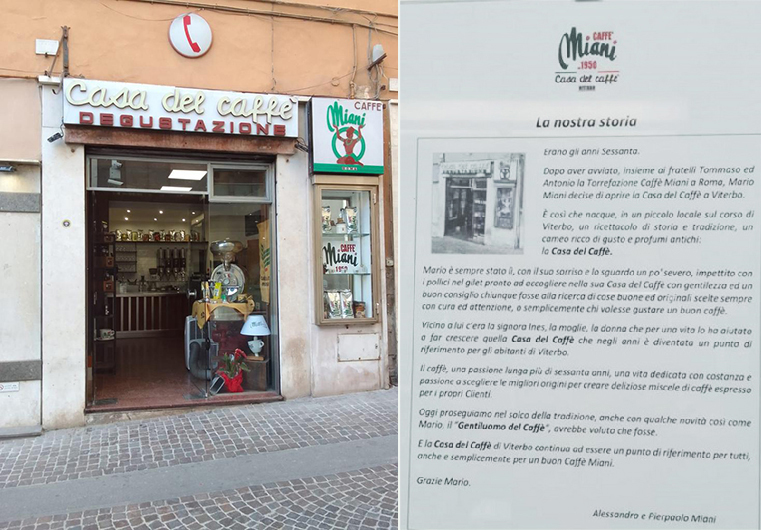 Casa del caffè
DEGUSTAZIONE
CAFFE'
Miani
CAFFE'
Miani
1950
CAFFE'
Miani
1950
Casa del caffè
VITERBO
La nostra storia
Erano gli anni Sessanta.
Dopo aver avviato, insieme ai fratelli Tommaso ed
Antonio la Torrefazione Caffè Miani a Roma, Mario
Miani decise di aprire la Casa del Caffè a Viterbo.
È così che nacque, in un piccolo locale sul corso di
Viterbo, un ricettacolo di storia e tradizione, un
cameo ricco di gusto e profumi antichi:
la Casa del Caffè.
Mario è sempre stato lì, con il suo sorriso e lo sguardo un po' severo, impettito con
i pollici nel gilet pronto ad accogliere nella sua Casa del Caffe con gentilezza ed un
buon consiglio chiunque fosse alla ricerca di cose buone ed originali scelte sempre
con cura ed attenzione, o semplicemente chi volesse gustare un buon caffè.
Vicino a lui c'era la signora Ines, la moglie, la donna che per una vita lo ha aiutato
a far crescere quella Casa del Caffè che negli anni è diventata un punto di
riferimento per gli abitanti di Viterbo.
Il caffè, una passione lunga più di sessanta anni, una vita dedicata con costanza e
passione a scegliere le migliori origini per creare deliziose miscele di caffè espresso
per i propri Clienti.
Oggi proseguiamo nel solco della tradizione, anche con qualche novità così come
Mario, il "Gentiluomo del Caffè", avrebbe voluto che fosse.
E la Casa del Caffè di Viterbo continua ad essere un punto di riferimento per tutti,
anche e semplicemente per un buon Caffè Miani.
Grazie Mario.
Alessandro e Pierpaolo Miani